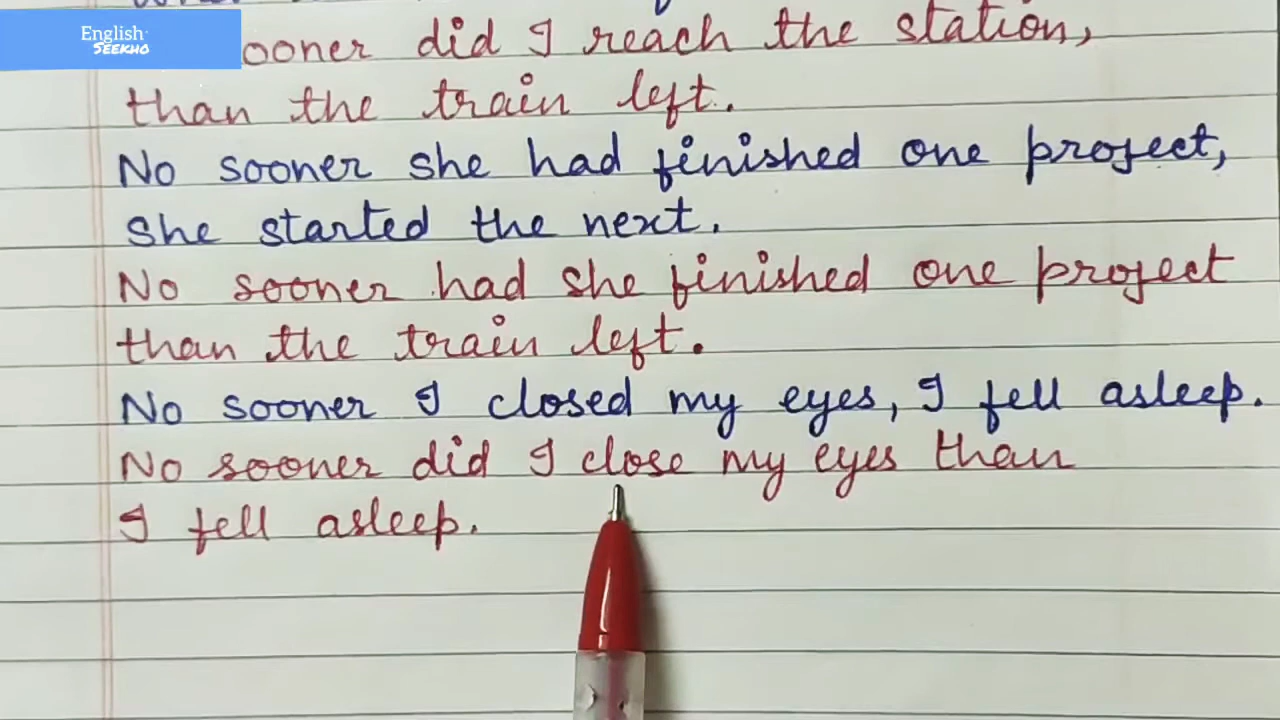 English
SEEKHO
ooner did I reach the station,
than the train left.
No sooner she had finished one project,
she started the next.
No sooner had she finished one project
than the train left.
No sooner I closed my eyes, I fell asleep.
No sooner did I close my eyes than
I fell asleep.